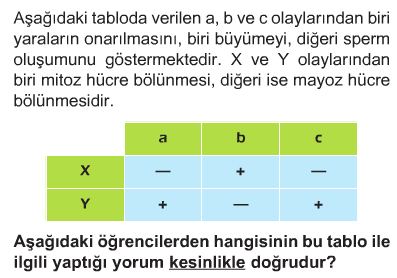 Aşağıdaki tabloda verilen a, b ve c olaylarından biri
yaraların onarılmasını, biri büyümeyi, diğeri sperm
oluşumunu göstermektedir. X ve Y olaylarından
biri mitoz hücre bölünmesi, diğeri ise mayoz hücre
bölünmesidir.
a b c
X — + —
Y + — +
Aşağıdaki öğrencilerden hangisinin bu tablo ile
ilgili yaptığı yorum kesinlikle doğrudur?